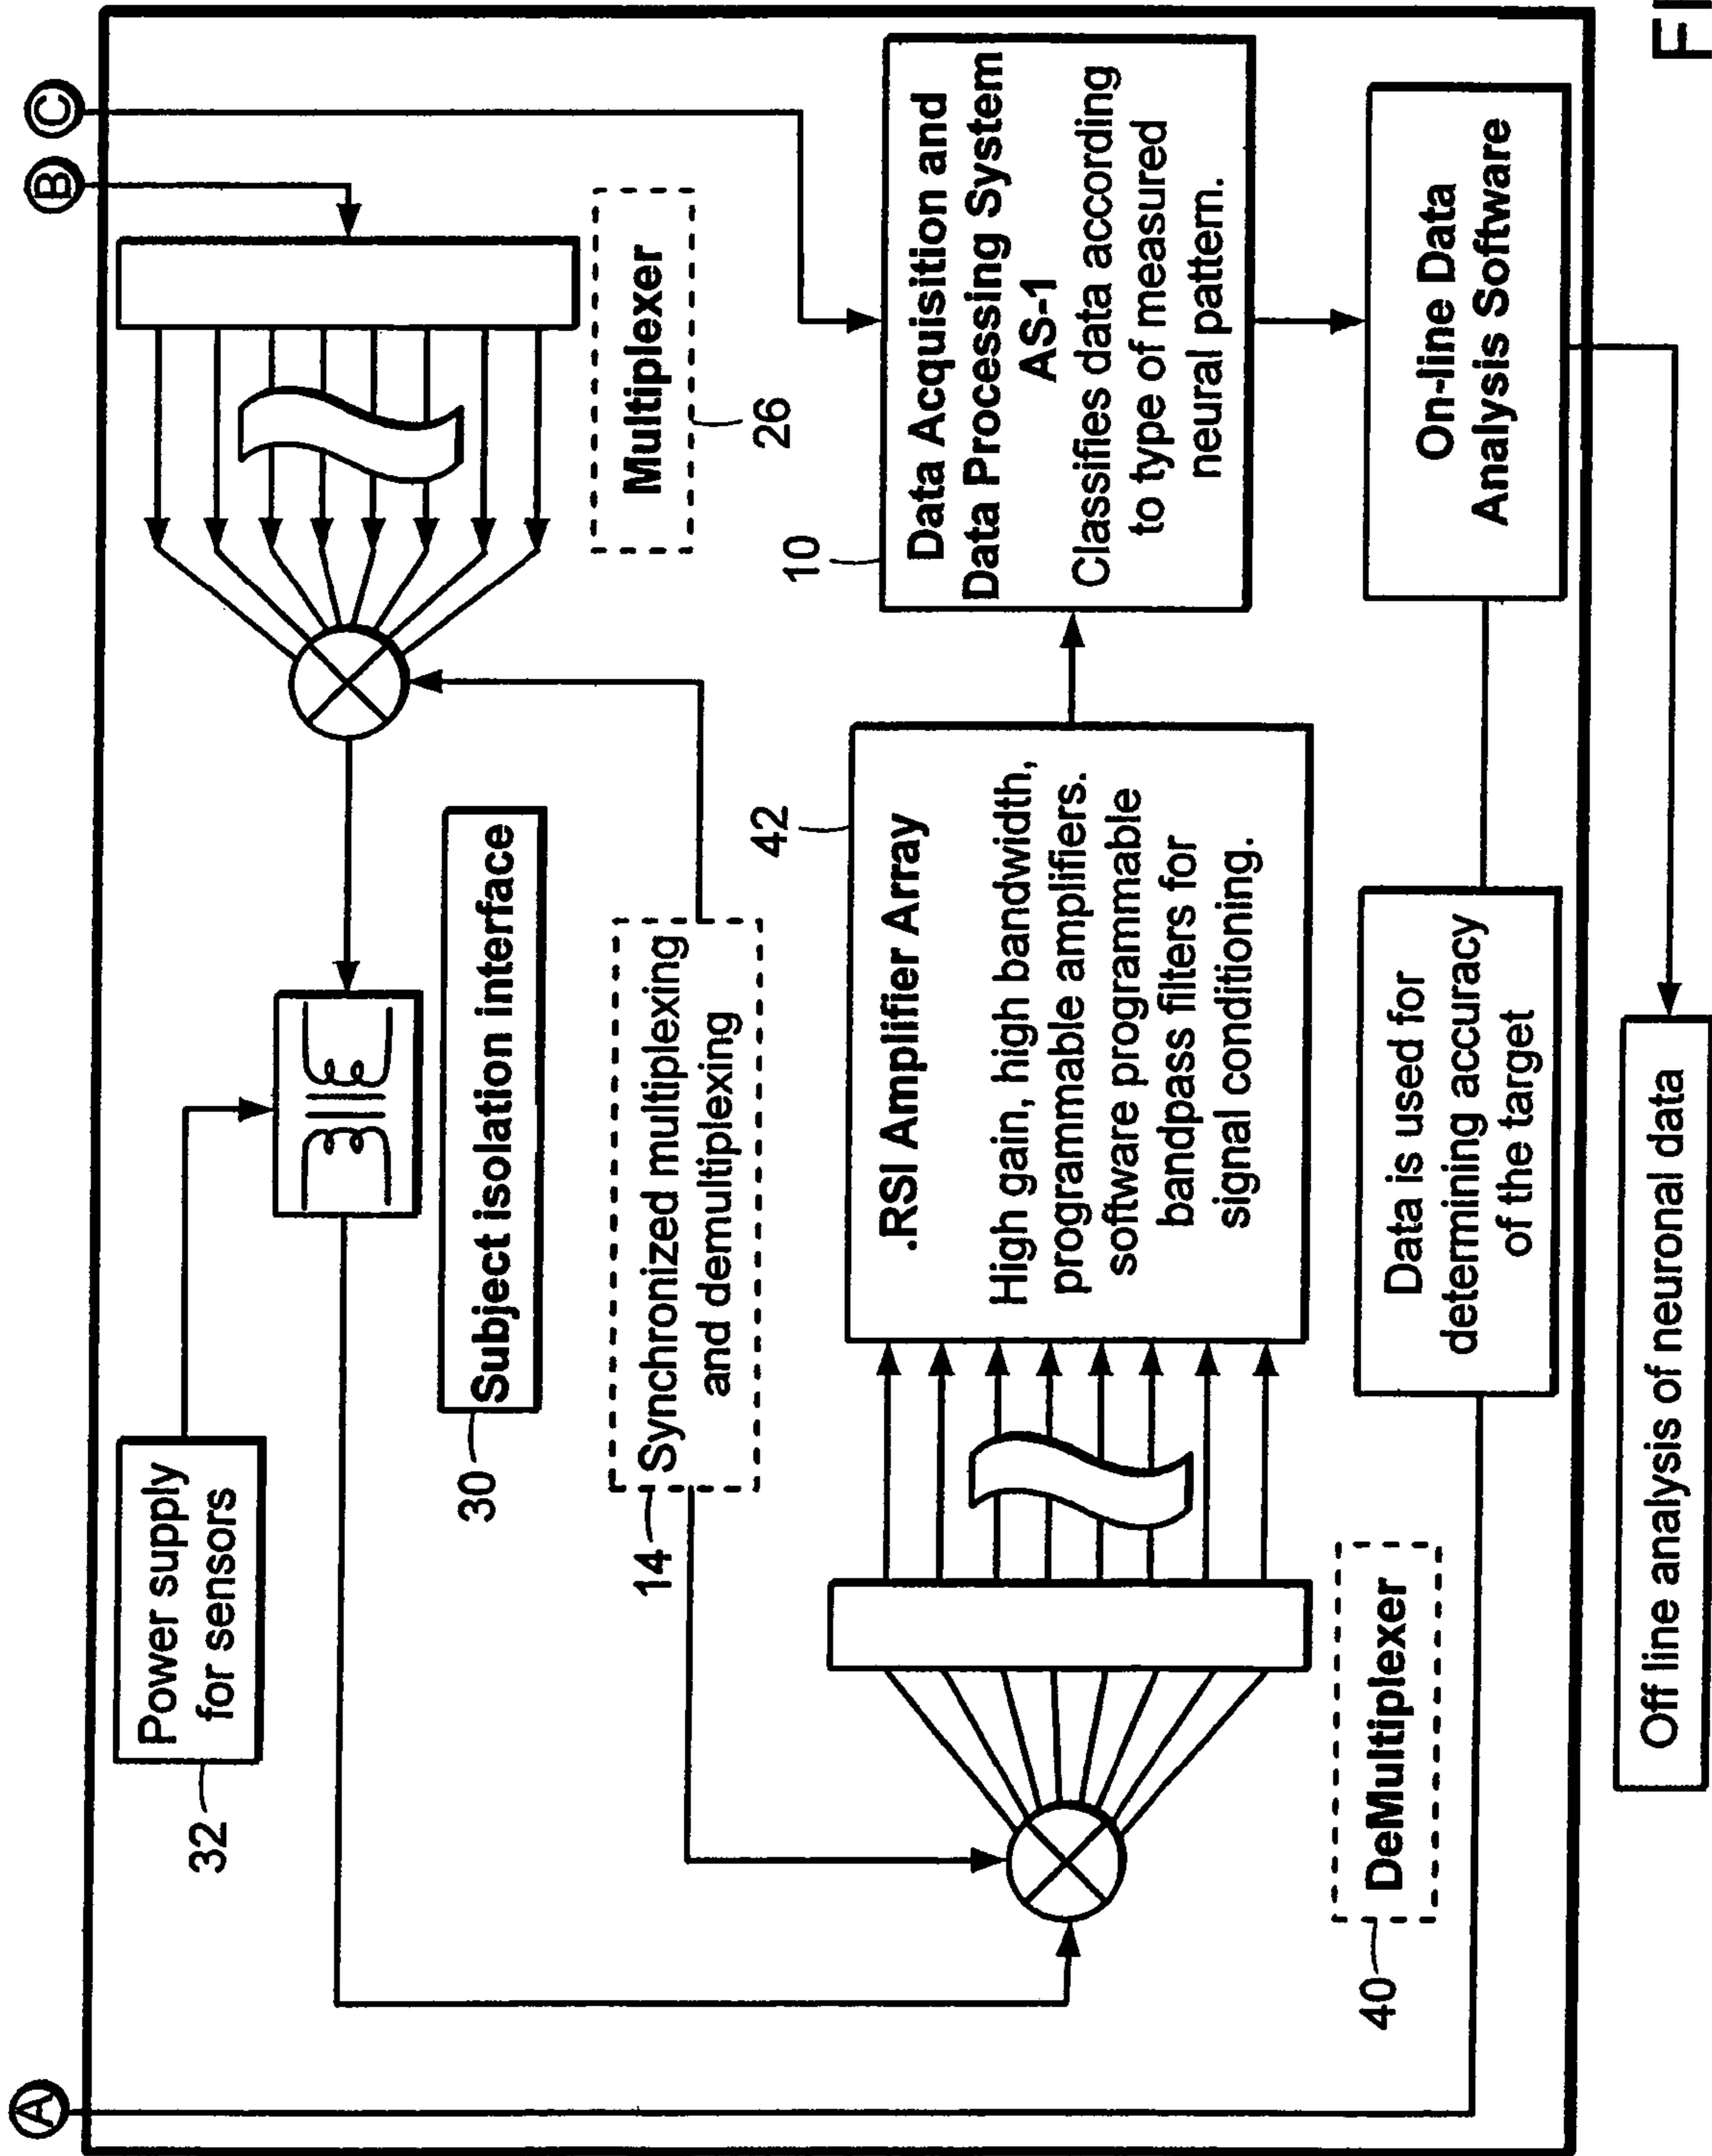 A
B
C
Power supply
for sensors
32
Subject isolation interface
30
Multiplexer
26
14
Synchronized multiplexing
and demultiplexing
DeMultiplexer
40
.RSI Amplifier Array
High gain, high bandwidth,
programmable amplifiers.
software programmable
bandpass filters for
signal conditioning.
42
10
Data Acquisition and
Data Processing System
AS-1
Classifies data according
to type of measured
neural pattern.
Data is used for
determining accuracy
of the target
On-line Data
Analysis Software
Off line analysis of neuronal data